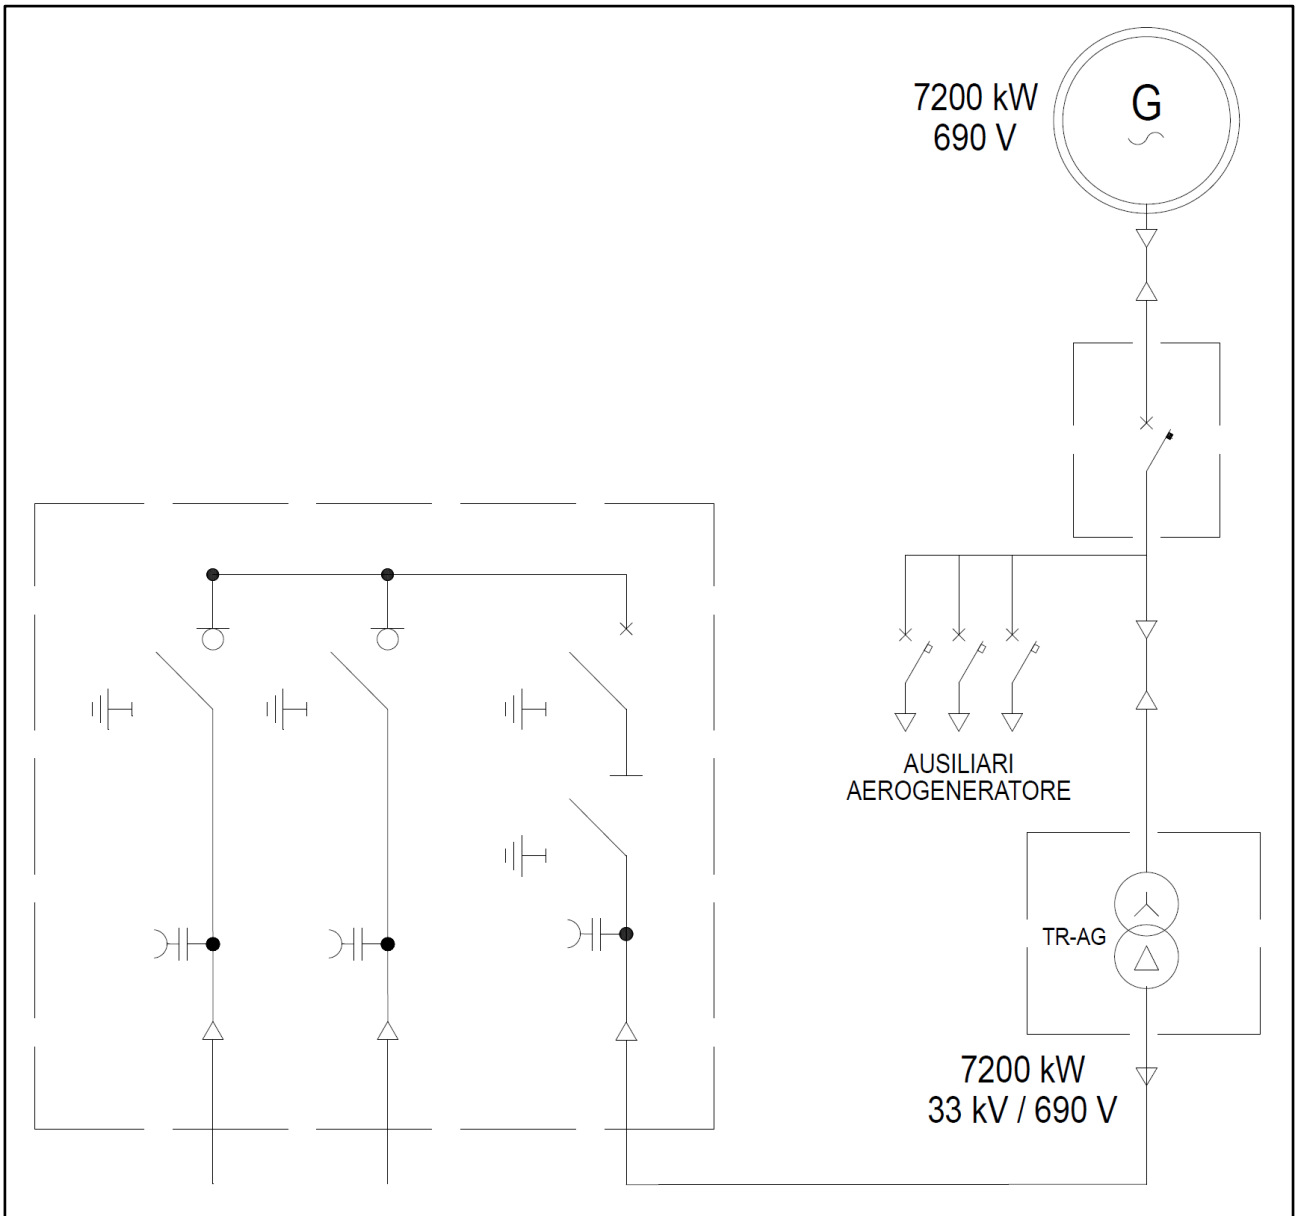 7200 kW
690 V
G
AUSILIARI
AEROGENERATORE
TR-AG
7200 kW
33 kV / 690 V